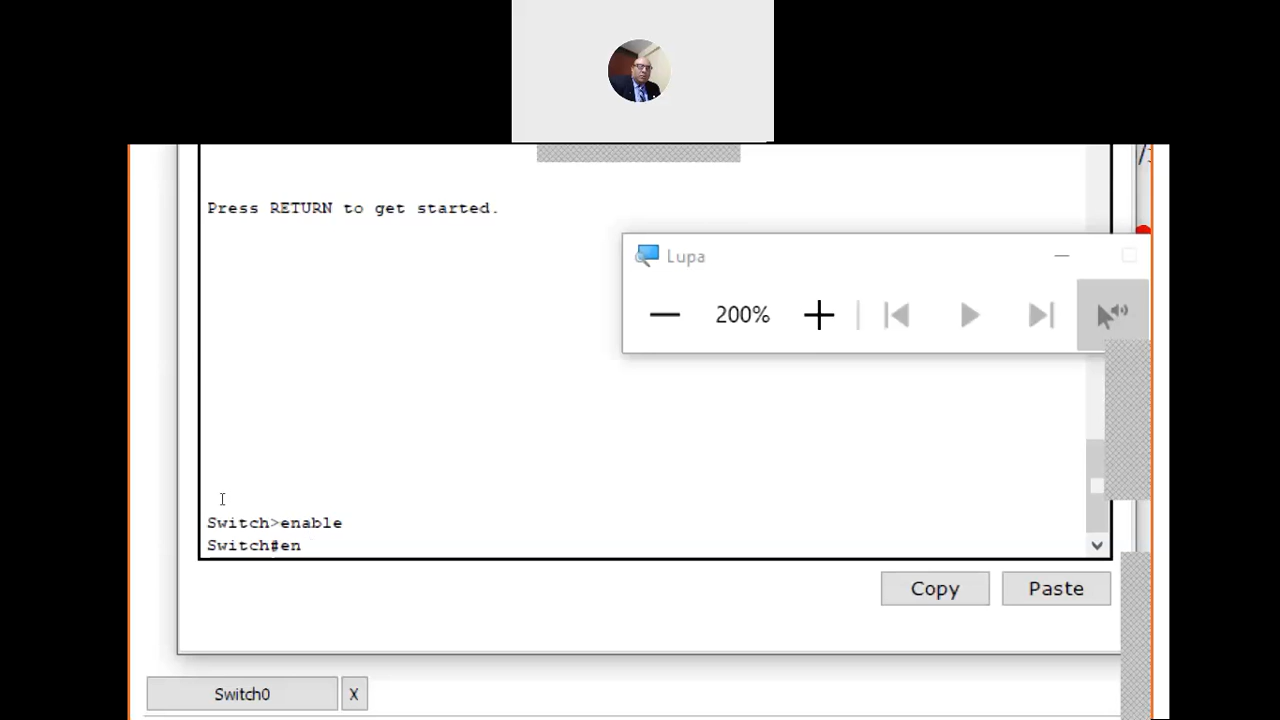 Press RETURN to get started.
Lupa
200%
Switch>enable
Switch#en
Copy
Paste
Switch0
X